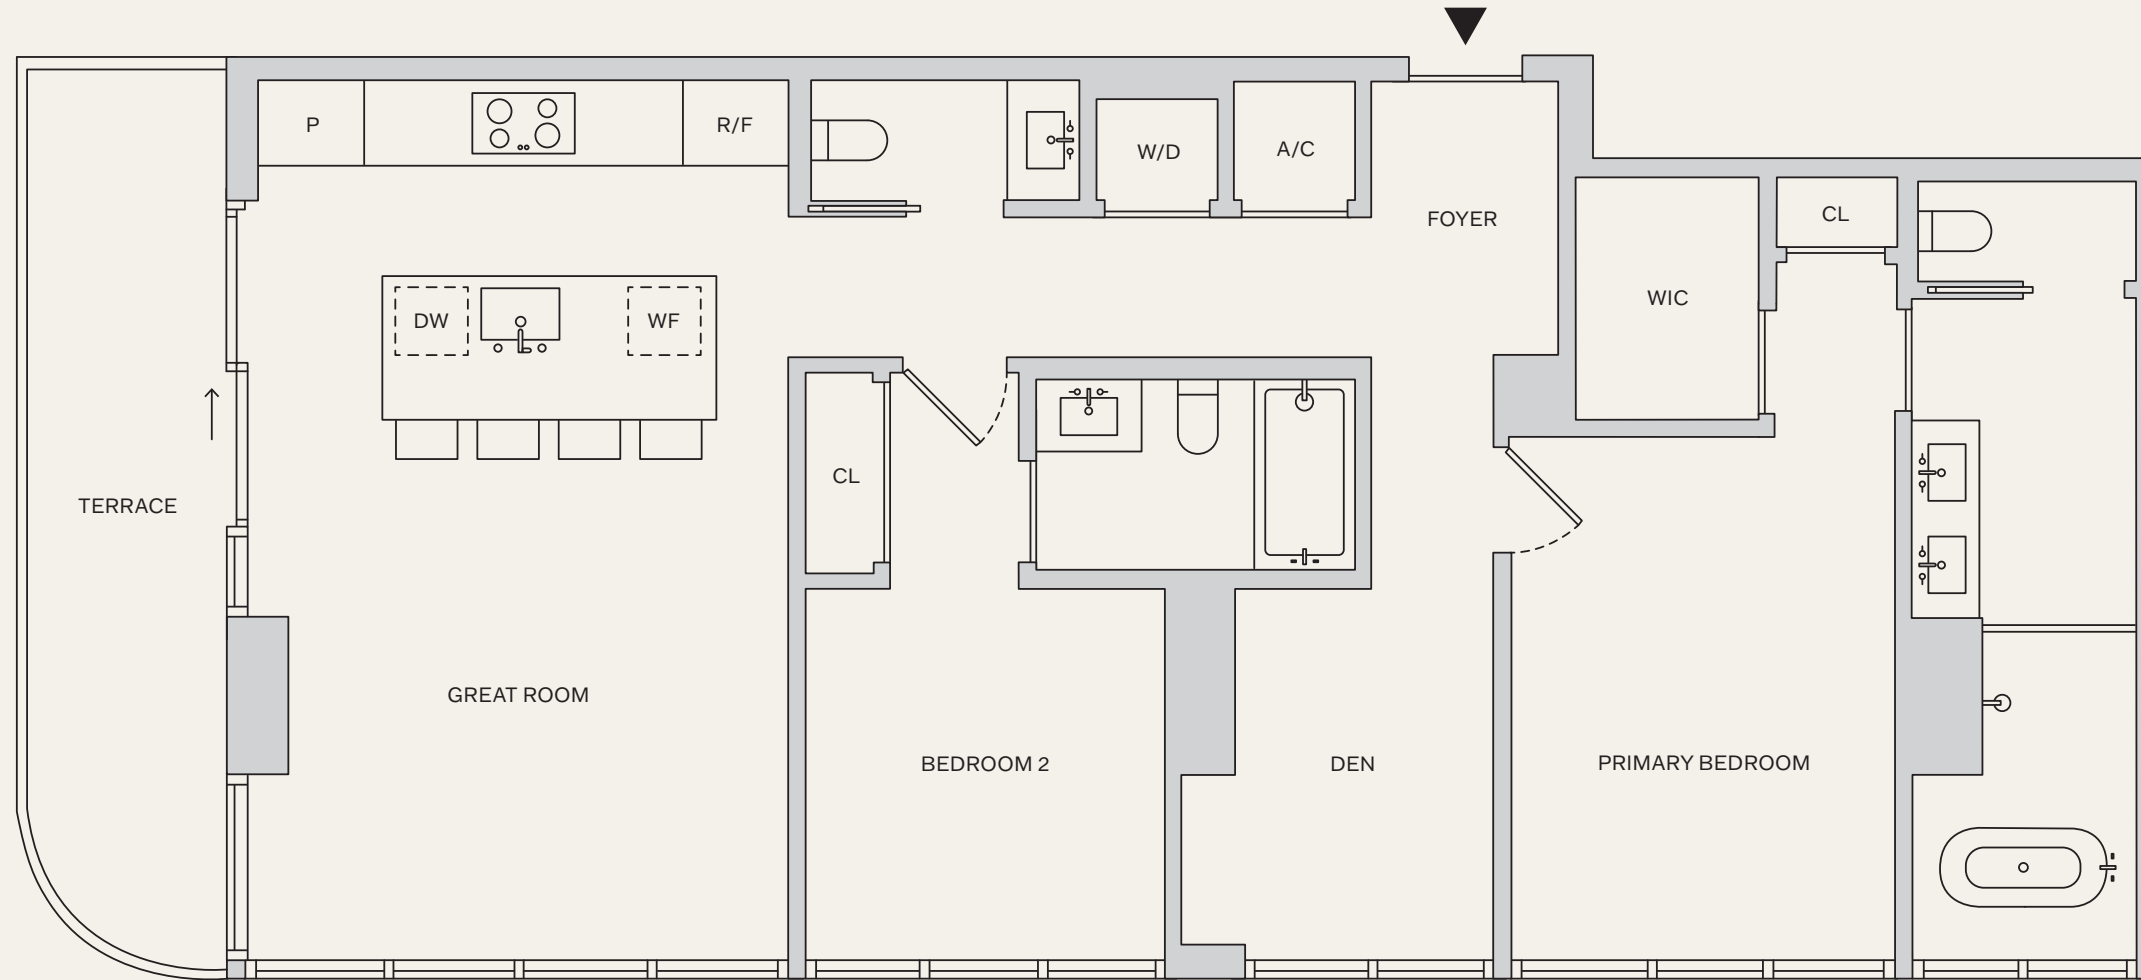 P
R/F
W/D
A/C
FOYER
CL
WIC
DW
WF
CL
TERRACE
GREAT ROOM
BEDROOM 2
DEN
PRIMARY BEDROOM